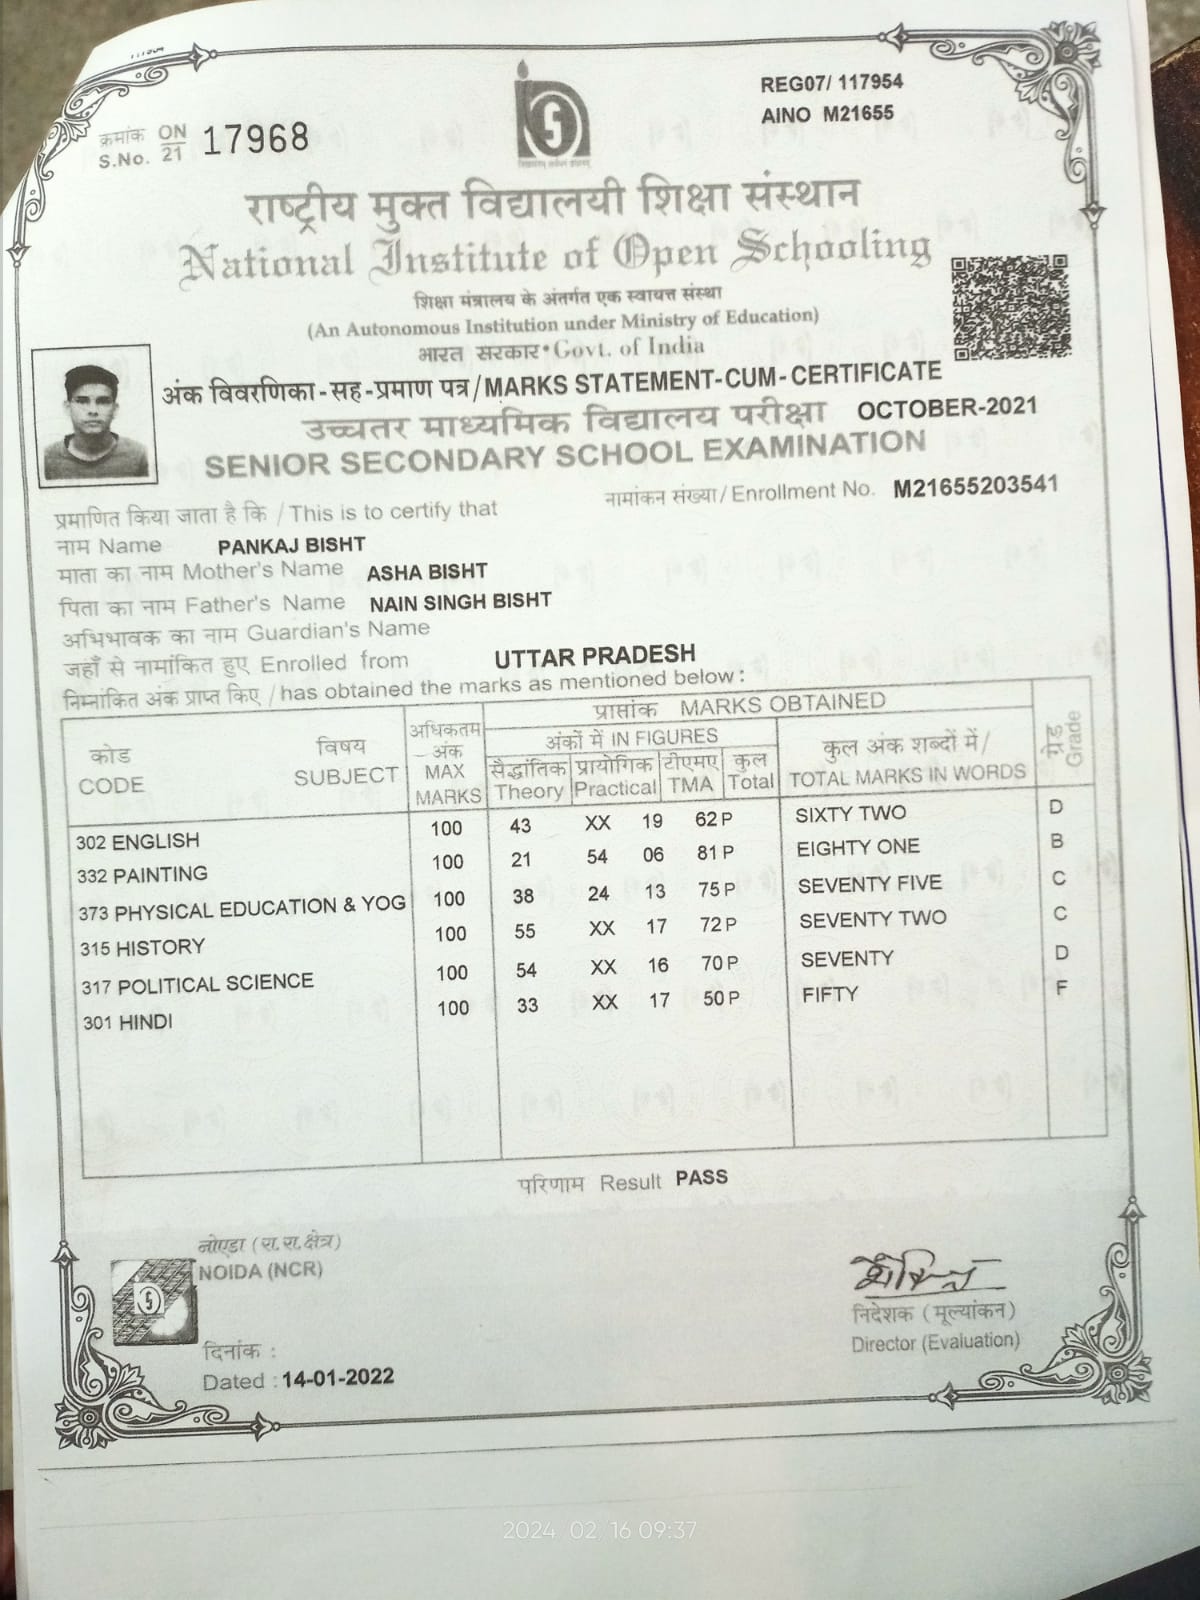 REG07/ 117954
AINO M21655
क्रमांक ON
S.No. 21 17968
राष्ट्रीय मुक्त विद्यालयी शिक्षा संस्थान
National Institute of Open Schooling
शिक्षा मंत्रालय के अंतर्गत एक स्वायत्त संस्था
(An Autonomous Institution under Ministry of Education)
भारत सरकार•Govt. of India
अंक विवरणिका-सह-प्रमाण पत्र/MARKS STATEMENT-CUM-CERTIFICATE
उच्चतर माध्यमिक विद्यालय परीक्षा OCTOBER-2021
SENIOR SECONDARY SCHOOL EXAMINATION
नामांकन संख्या/Enrollment No. M21655203541
प्रमाणित किया जाता है कि /This is to certify that
नाम Name PANKAJ BISHT
माता का नाम Mother's Name ASHA BISHT
पिता का नाम Father's Name NAIN SINGH BISHT
अभिभावक का नाम Guardian's Name
जहाँ से नामांकित हुए Enrolled from UTTAR PRADESH
निम्नांकित अंक प्राप्त किए /has obtained the marks as mentioned below:
कोड CODE विषय SUBJECT अधिकतम अंक MAX MARKS प्राप्तांक MARKS OBTAINED ग्रेड Grade
अंकों में IN FIGURES कुल अंक शब्दों में/ TOTAL MARKS IN WORDS
सैद्धांतिक प्रायोगिक टीएमए कुल
Theory Practical TMA Total
302 ENGLISH 100 43 XX 19 62 P SIXTY TWO D
332 PAINTING 100 21 54 06 81 P EIGHTY ONE B
373 PHYSICAL EDUCATION & YOG 100 38 24 13 75 P SEVENTY FIVE C
315 HISTORY 100 55 XX 17 72 P SEVENTY TWO C
317 POLITICAL SCIENCE 100 54 XX 16 70 P SEVENTY D
301 HINDI 100 33 XX 17 50 P FIFTY F
परिणाम Result PASS
नोएडा (रा.रा.क्षेत्र)
NOIDA (NCR)
निदेशक (मूल्यांकन)
Director (Evaluation)
दिनांक :
Dated : 14-01-2022
2024 02 16 09:37